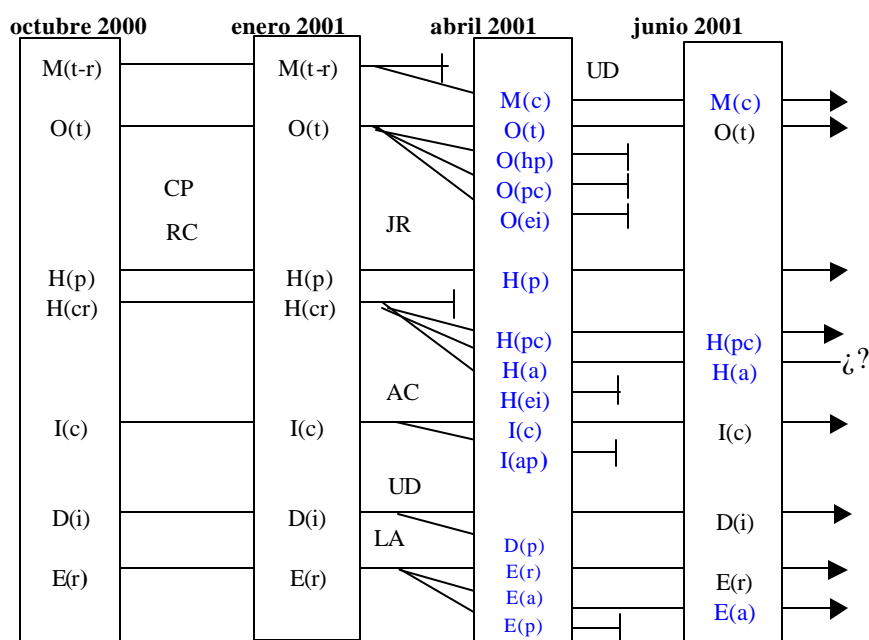 octubre 2000 enero 2001 abril 2001 junio 2001
M(t-r) M(t-r) UD
M(c) M(c)
O(t) O(t) O(t) O(t)
O(hp)
CP O(pc)
RC JR O(ei)
H(p) H(p) H(p)
H(cr) H(cr)
H(pc) H(pc)
H(a) H(a) ¿?
AC H(ei)
I(c) I(c) I(c) I(c)
I(ap)
UD
D(i) D(i) D(i)
LA D(p)
E(r) E(r) E(r) E(r)
E(a) E(a)
E(p)